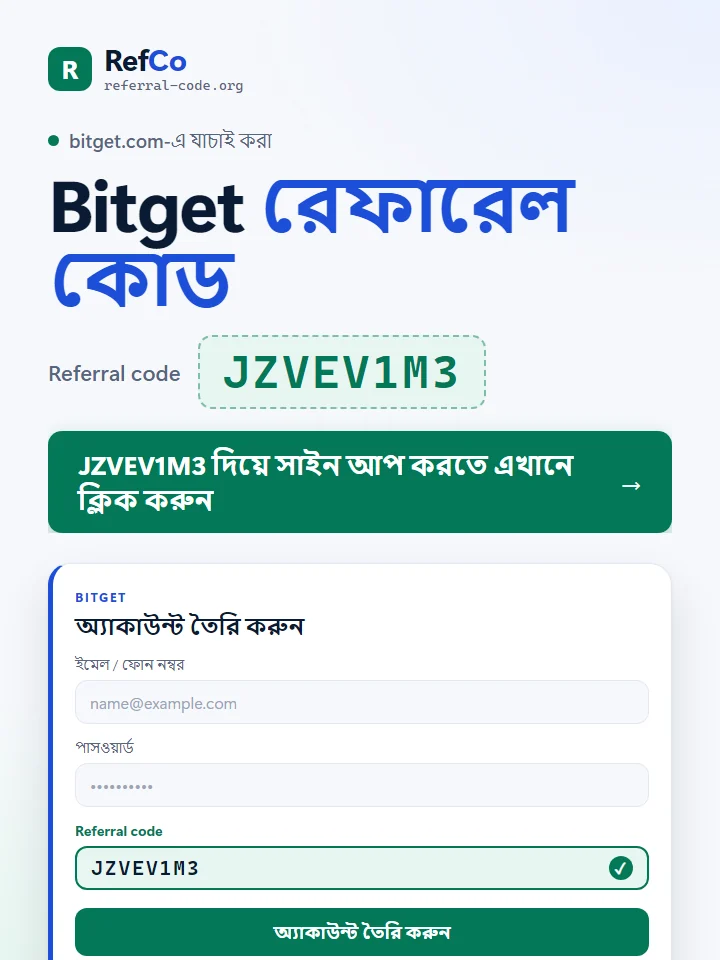 R RefCo
referral-code.org
bitget.com-এ যাচাই করা
Bitget রেফারেল
কোড
Referral code JZVEV1M3
JZVEV1M3 দিয়ে সাইন আপ করতে এখানে
ক্লিক করুন →
BITGET
অ্যাকাউন্ট তৈরি করুন
ইমেল / ফোন নম্বর
name@example.com
পাসওয়ার্ড
••••••••••
Referral code
JZVEV1M3 ✓
অ্যাকাউন্ট তৈরি করুন